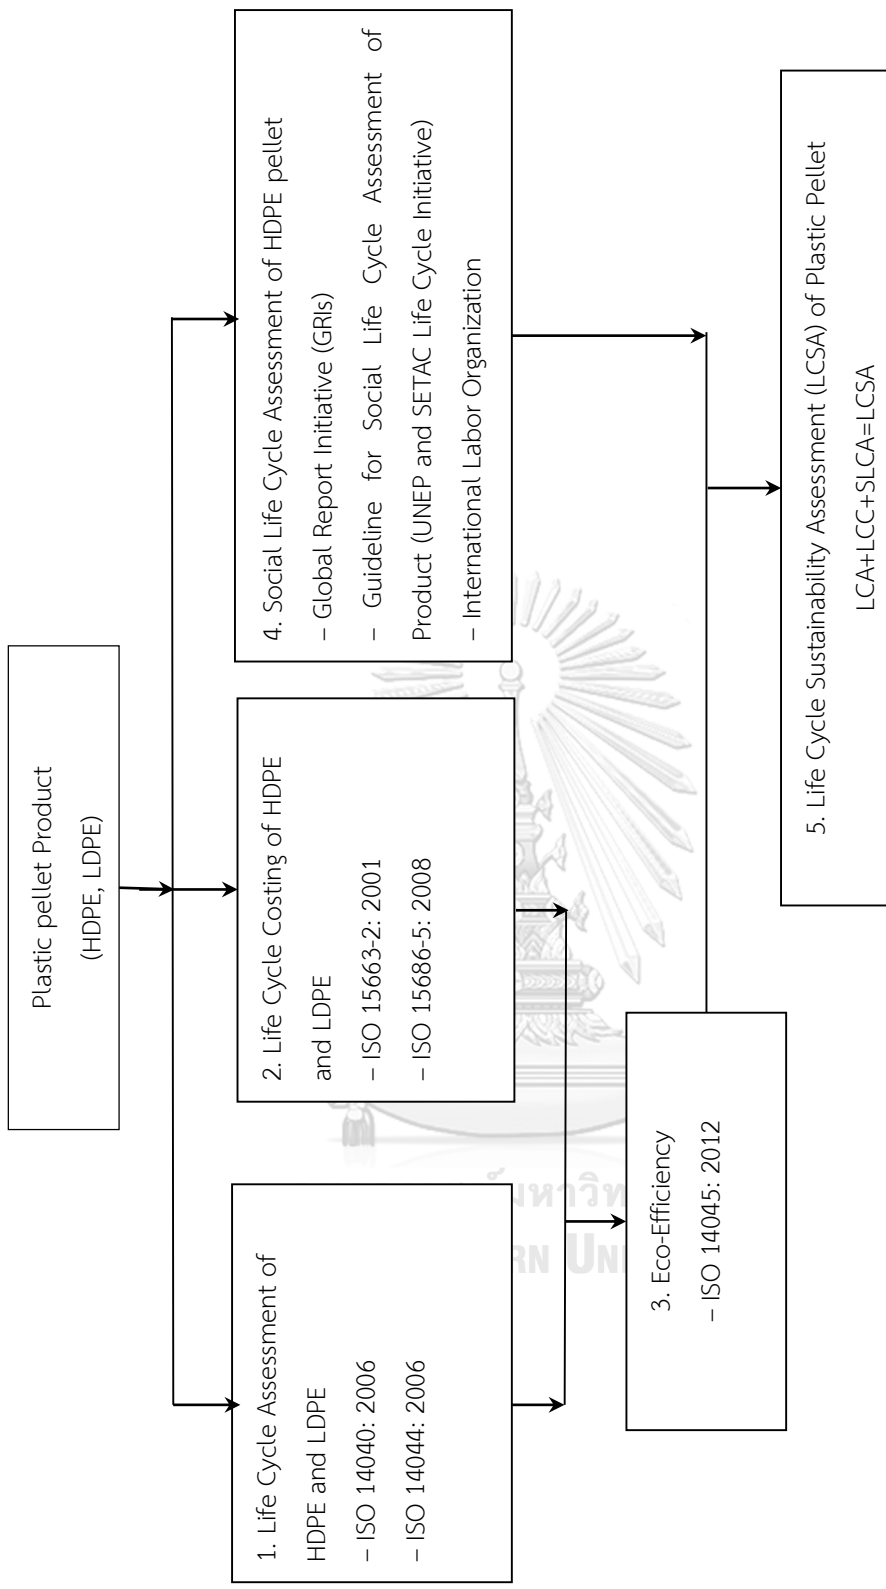 Plastic pellet Product
(HDPE, LDPE)
1. Life Cycle Assessment of
HDPE and LDPE
– ISO 14040: 2006
– ISO 14044: 2006
2. Life Cycle Costing of HDPE
and LDPE
– ISO 15663-2: 2001
– ISO 15686-5: 2008
4. Social Life Cycle Assessment of HDPE pellet
– Global Report Initiative (GRIs)
– Guideline for Social Life Cycle Assessment of
Product (UNEP and SETAC Life Cycle Initiative)
– International Labor Organization
3. Eco-Efficiency
– ISO 14045: 2012
5. Life Cycle Sustainability Assessment (LCSA) of Plastic Pellet
LCA+LCC+SLCA=LCSA